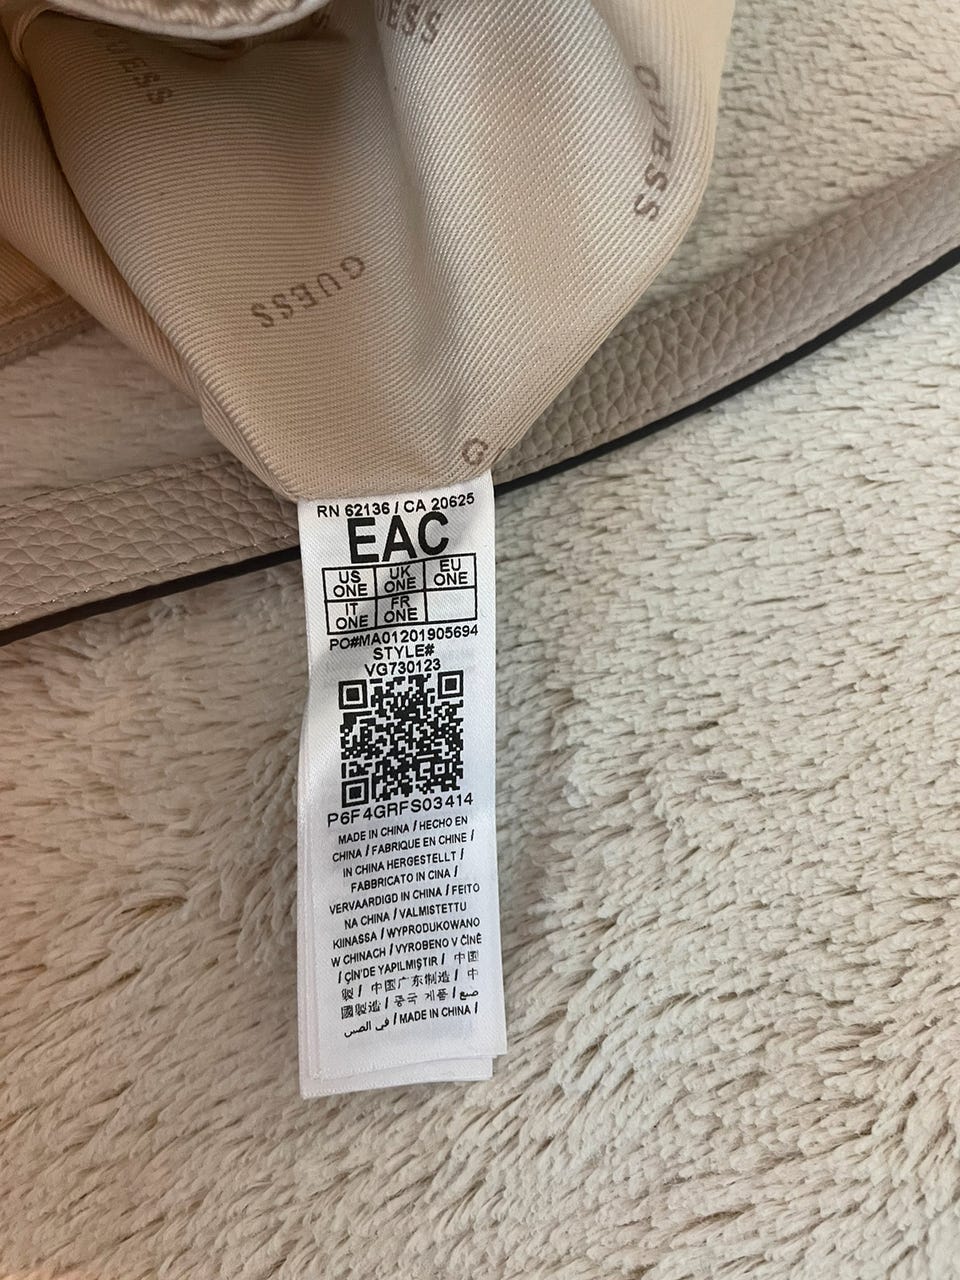 GUESS
GUESS
GUESS
GUESS
G
RN 62136 / CA 20625
EAC
US ONE UK ONE EU ONE
IT ONE FR ONE
PO#MA01201905694
STYLE#
VG730123
P6F4GRFS03414
MADE IN CHINA / HECHO EN
CHINA / FABRIQUE EN CHINE /
IN CHINA HERGESTELLT /
FABBRICATO IN CINA /
VERVAARDIGD IN CHINA / FEITO
NA CHINA / VALMISTETTU
KIINASSA / WYPRODUKOWANO
W CHINACH / VYROBENO V ČÍNĚ
/ ÇİN'DE YAPILMIŞTIR / 中国
製 / 中国广东制造 / 中
國製造 / 중국 제품 / صنع
في الصين / MADE IN CHINA /